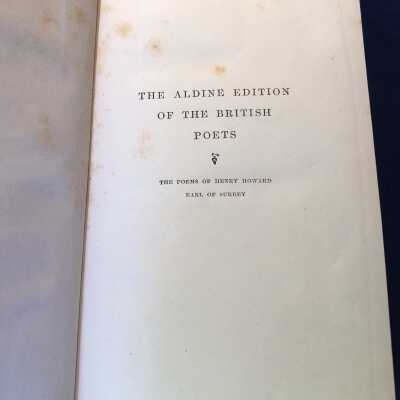 THE ALDINE EDITION
OF THE BRITISH
POETS
THE POEMS OF HENRY HOWARD
EARL OF SURREY